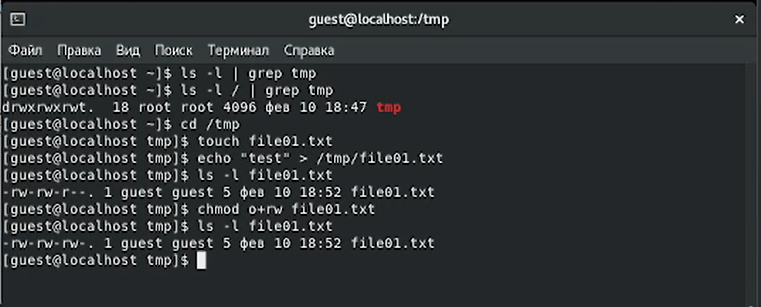 guest@localhost:/tmp
Файл Правка Вид Поиск Терминал Справка
[guest@localhost ~]$ ls -l | grep tmp
[guest@localhost ~]$ ls -l / | grep tmp
drwxrwxrwt.  18 root root 4096 фев 10 18:47 tmp
[guest@localhost ~]$ cd /tmp
[guest@localhost tmp]$ touch file01.txt
[guest@localhost tmp]$ echo "test" > /tmp/file01.txt
[guest@localhost tmp]$ ls -l file01.txt
-rw-rw-r--. 1 guest guest 5 фев 10 18:52 file01.txt
[guest@localhost tmp]$ chmod o+rw file01.txt
[guest@localhost tmp]$ ls -l file01.txt
-rw-rw-rw-. 1 guest guest 5 фев 10 18:52 file01.txt
[guest@localhost tmp]$